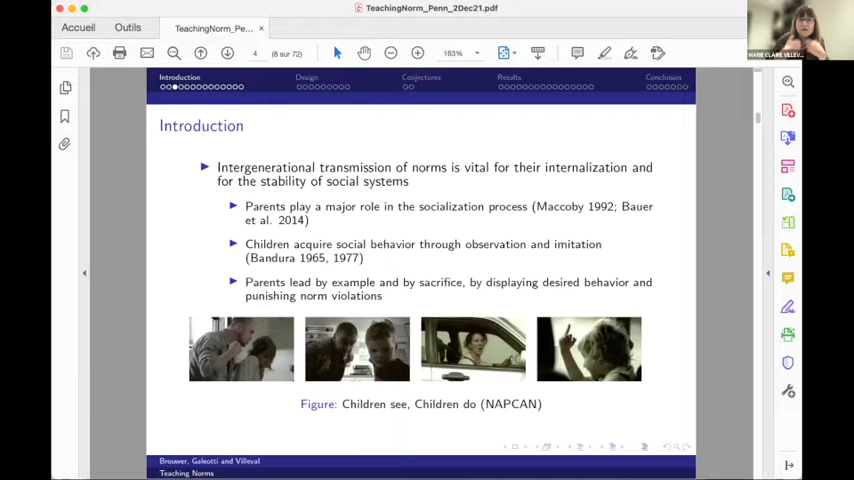 TeachingNorm_Penn_2Dec21.pdf
Accueil
Outils
TeachingNorm_Penn... ×
4
(8 sur 72)
163%
MARIE CLAIRE VILLEV...
Introduction
Design
Conjectures
Results
Conclusion
Introduction
Intergenerational transmission of norms is vital for their internalization and
for the stability of social systems
Parents play a major role in the socialization process (Maccoby 1992; Bauer
et al. 2014)
Children acquire social behavior through observation and imitation
(Bandura 1965, 1977)
Parents lead by example and by sacrifice, by displaying desired behavior and
punishing norm violations
Figure: Children see, Children do (NAPCAN)
Brouwer, Galeotti and Villeval
Teaching Norms